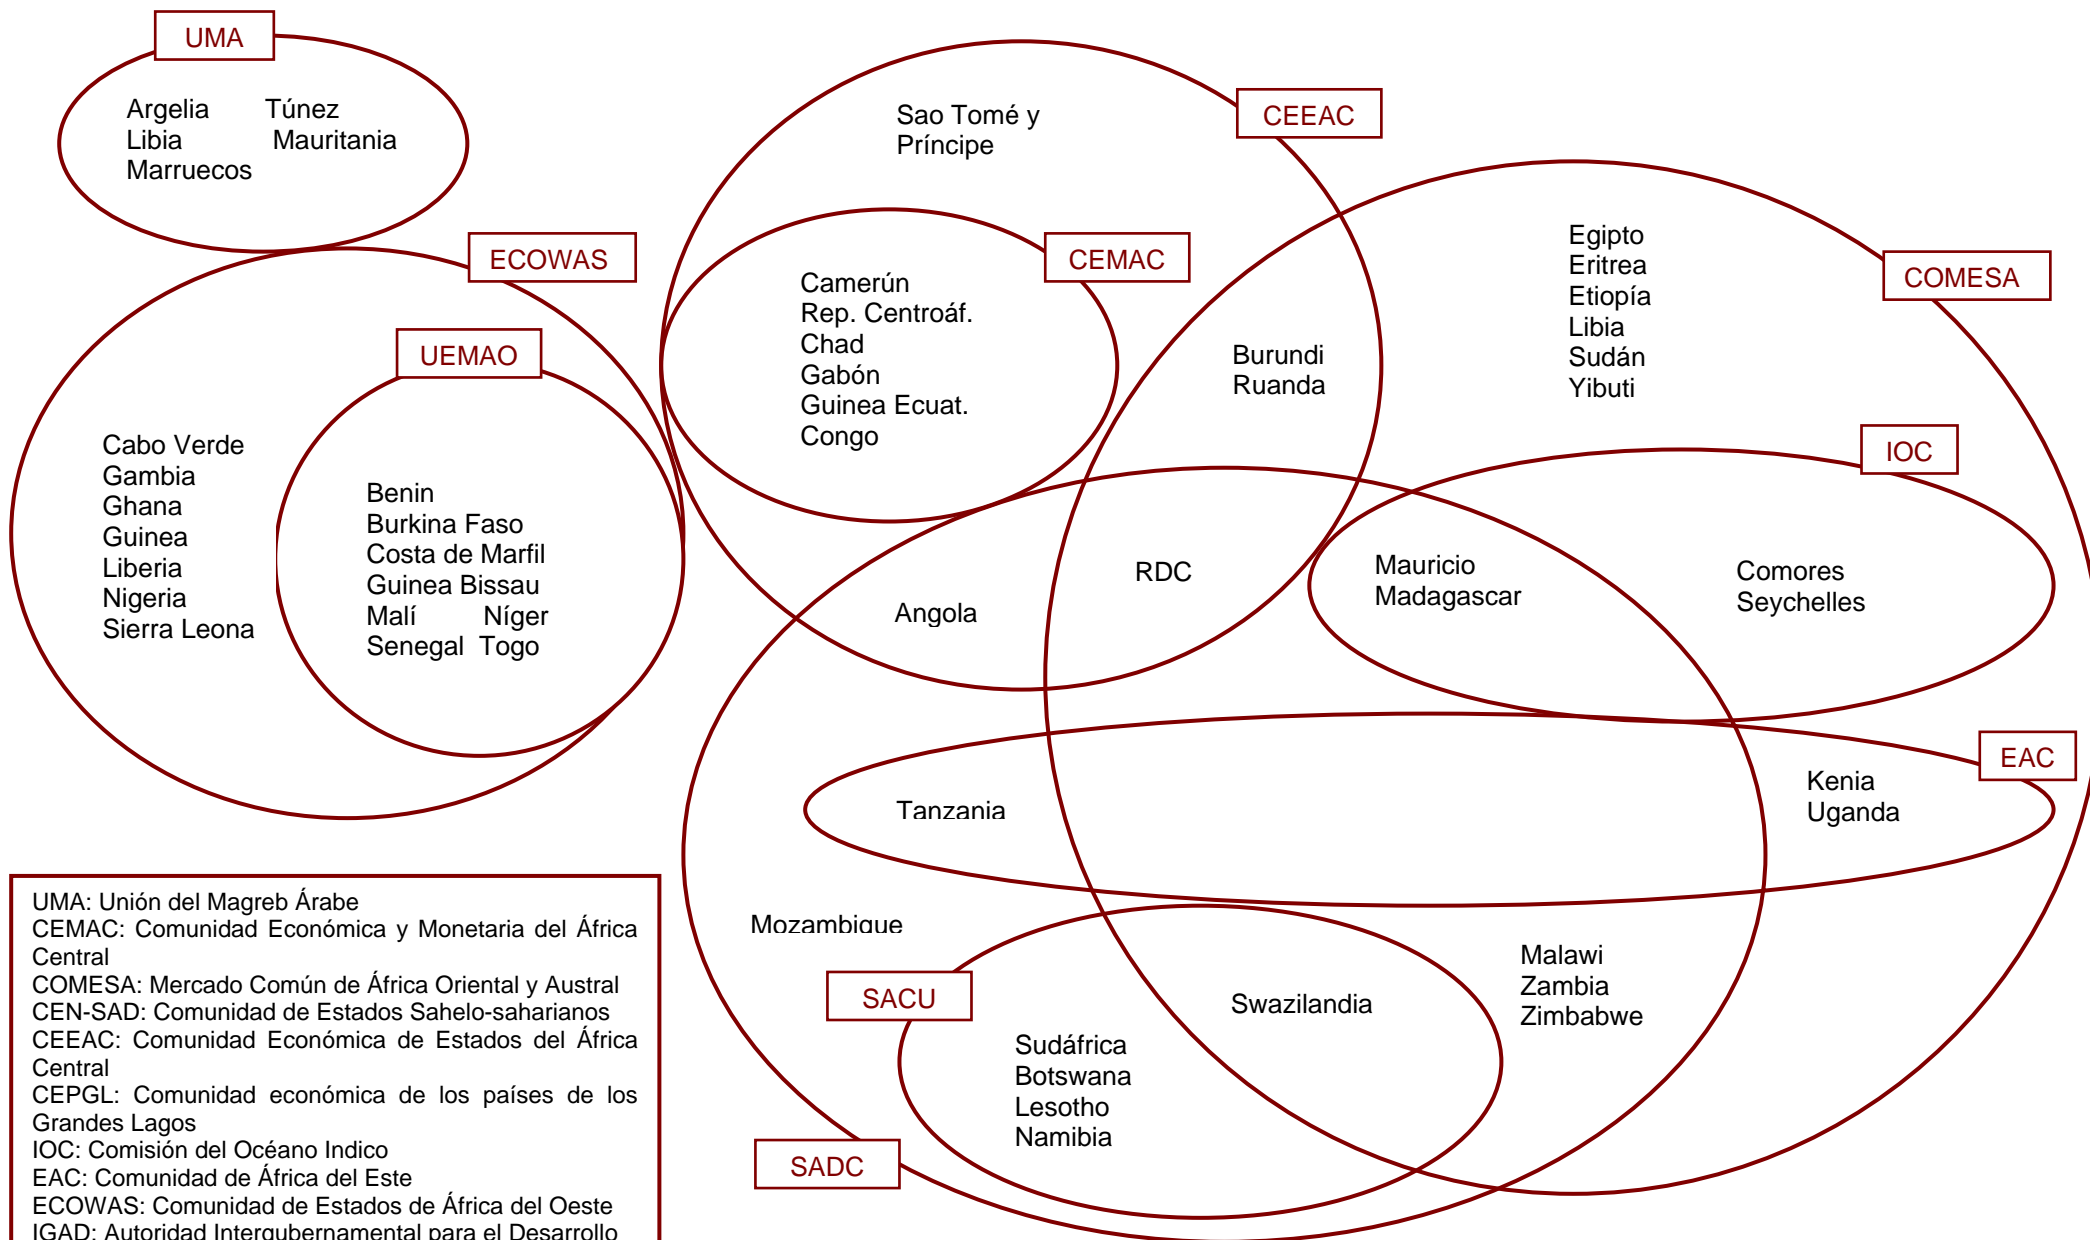 UMA
Argelia Túnez
Libia Mauritania
Marruecos
ECOWAS
UEMAO
Cabo Verde
Gambia
Ghana
Guinea
Liberia
Nigeria
Sierra Leona
Benin
Burkina Faso
Costa de Marfil
Guinea Bissau
Malí Níger
Senegal Togo
CEEAC
Sao Tomé y
Príncipe
CEMAC
Camerún
Rep. Centroáf.
Chad
Gabón
Guinea Ecuat.
Congo
Burundi
Ruanda
COMESA
Egipto
Eritrea
Etiopía
Libia
Sudán
Yibuti
IOC
Mauricio
Madagascar
Comores
Seychelles
RDC
Angola
EAC
Tanzania
Kenia
Uganda
Mozambique
SACU
Swazilandia
Malawi
Zambia
Zimbabwe
Sudáfrica
Botswana
Lesotho
Namibia
SADC
UMA: Unión del Magreb Árabe
CEMAC: Comunidad Económica y Monetaria del África
Central
COMESA: Mercado Común de África Oriental y Austral
CEN-SAD: Comunidad de Estados Sahelo-saharianos
CEEAC: Comunidad Económica de Estados del África
Central
CEPGL: Comunidad económica de los países de los
Grandes Lagos
IOC: Comisión del Océano Indico
EAC: Comunidad de África del Este
ECOWAS: Comunidad de Estados de África del Oeste
IGAD: Autoridad Intergubernamental para el Desarrollo